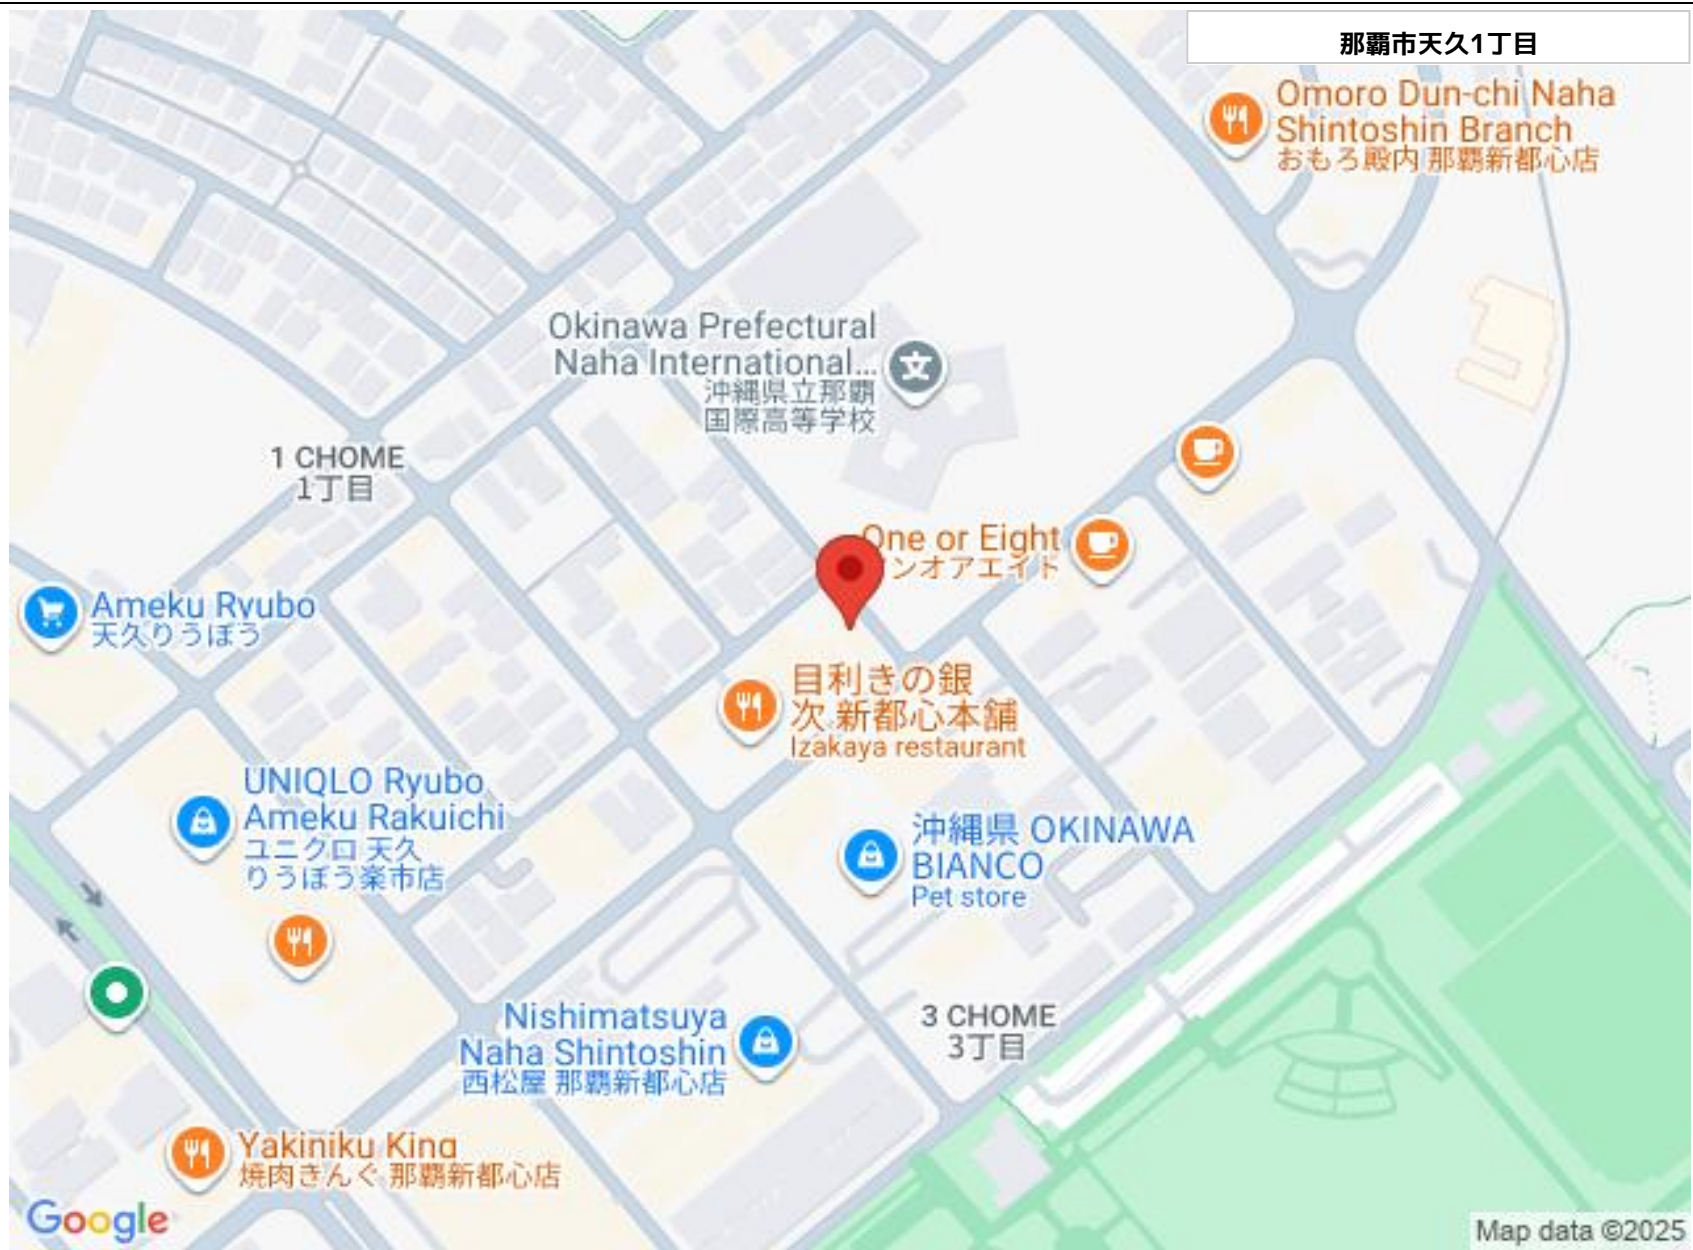 那覇市天久1丁目
Omoro Dun-chi Naha
Shintoshin Branch
おもろ殿内 那覇新都心店
Okinawa Prefectural
Naha International...
沖縄県立那覇
国際高等学校
1 CHOME
1丁目
One or Eight
ンオアエイト
Ameku Ryubo
天久りうぼう
目利きの銀
次 新都心本舗
Izakaya restaurant
UNIQLO Ryubo
Ameku Rakuichi
ユニクロ 天久
りうぼう楽市店
沖縄県 OKINAWA
BIANCO
Pet store
Nishimatsuya
Naha Shintoshin
西松屋 那覇新都心店
3 CHOME
3丁目
Yakiniku King
焼肉きんぐ 那覇新都心店
Google
Map data ©2025